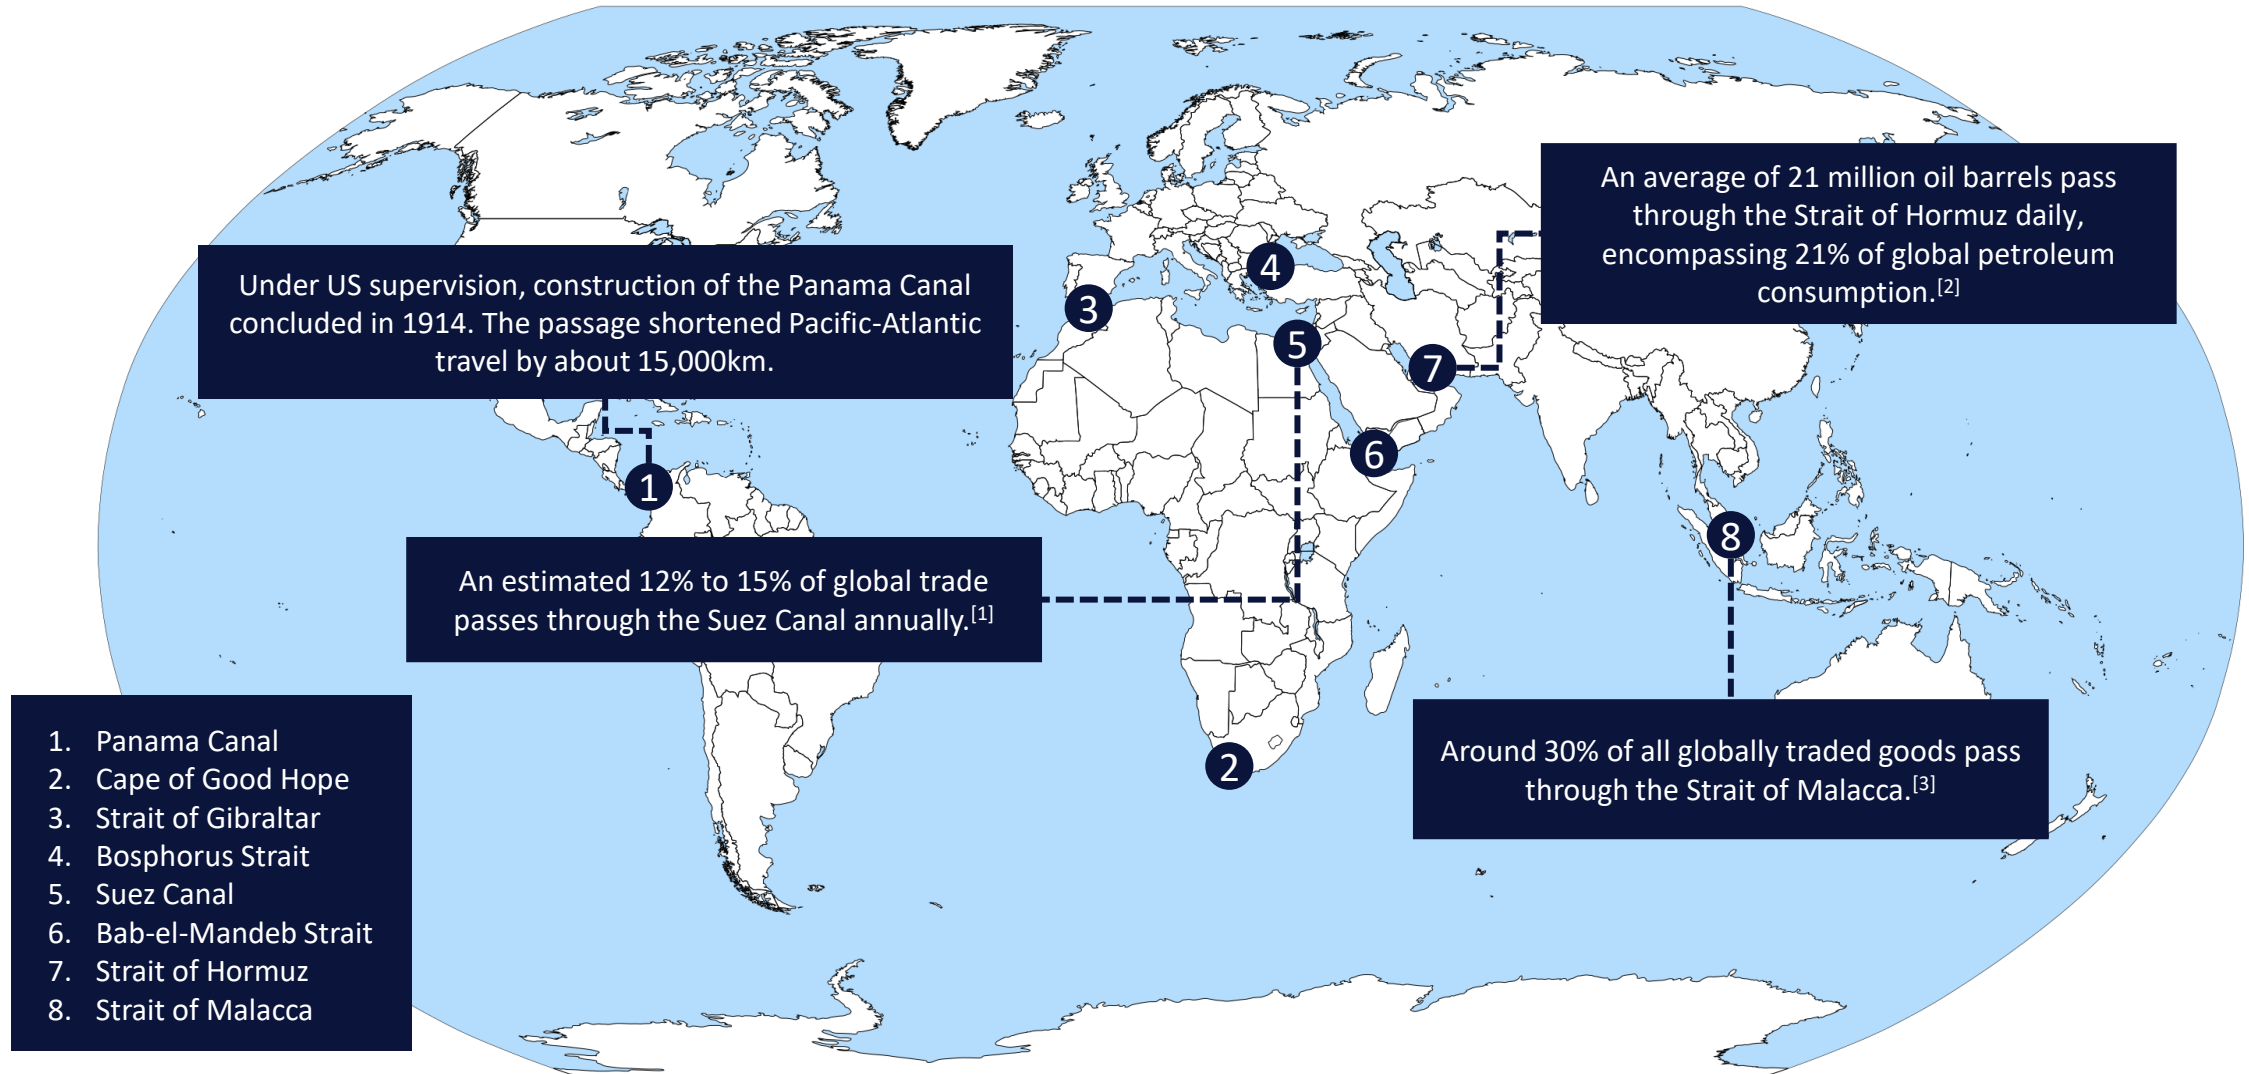 An average of 21 million oil barrels pass
through the Strait of Hormuz daily,
encompassing 21% of global petroleum
consumption.[2]
Under US supervision, construction of the Panama Canal
concluded in 1914. The passage shortened Pacific-Atlantic
travel by about 15,000km.
4
3
5
7
6
1
8
An estimated 12% to 15% of global trade
passes through the Suez Canal annually.[1]
2
Around 30% of all globally traded goods pass
through the Strait of Malacca.[3]
1. Panama Canal
2. Cape of Good Hope
3. Strait of Gibraltar
4. Bosphorus Strait
5. Suez Canal
6. Bab-el-Mandeb Strait
7. Strait of Hormuz
8. Strait of Malacca